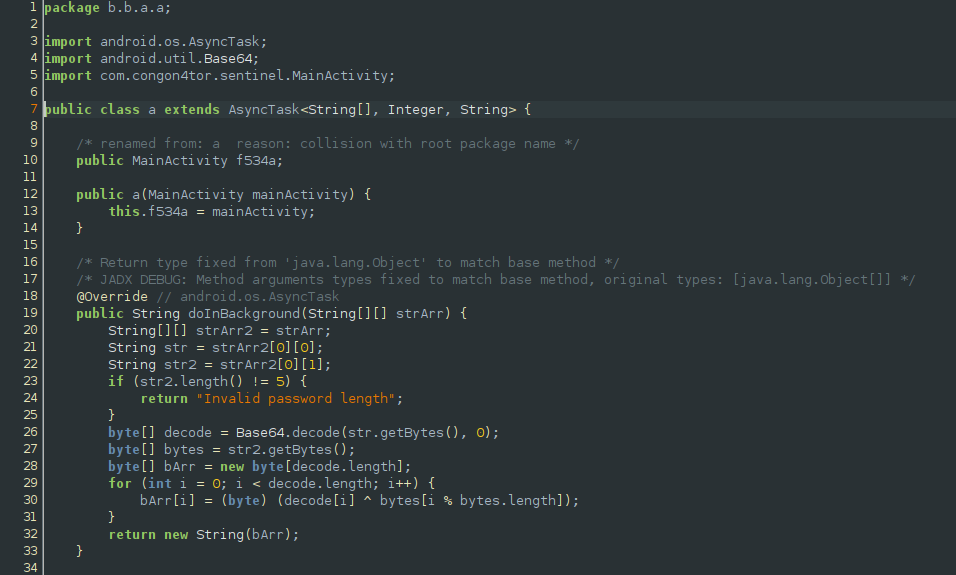 1 package b.b.a.a;
2
3 import android.os.AsyncTask;
4 import android.util.Base64;
5 import com.congon4tor.sentinel.MainActivity;
6
7 public class a extends AsyncTask<String[], Integer, String> {
8
9     /* renamed from: a  reason: collision with root package name */
10     public MainActivity f534a;
11
12     public a(MainActivity mainActivity) {
13         this.f534a = mainActivity;
14     }
15
16     /* Return type fixed from 'java.lang.Object' to match base method */
17     /* JADX DEBUG: Method arguments types fixed to match base method, original types: [java.lang.Object[]] */
18     @Override // android.os.AsyncTask
19     public String doInBackground(String[][] strArr) {
20         String[][] strArr2 = strArr;
21         String str = strArr2[0][0];
22         String str2 = strArr2[0][1];
23         if (str2.length() != 5) {
24             return "Invalid password length";
25         }
26         byte[] decode = Base64.decode(str.getBytes(), 0);
27         byte[] bytes = str2.getBytes();
28         byte[] bArr = new byte[decode.length];
29         for (int i = 0; i < decode.length; i++) {
30             bArr[i] = (byte) (decode[i] ^ bytes[i % bytes.length]);
31         }
32         return new String(bArr);
33     }
34